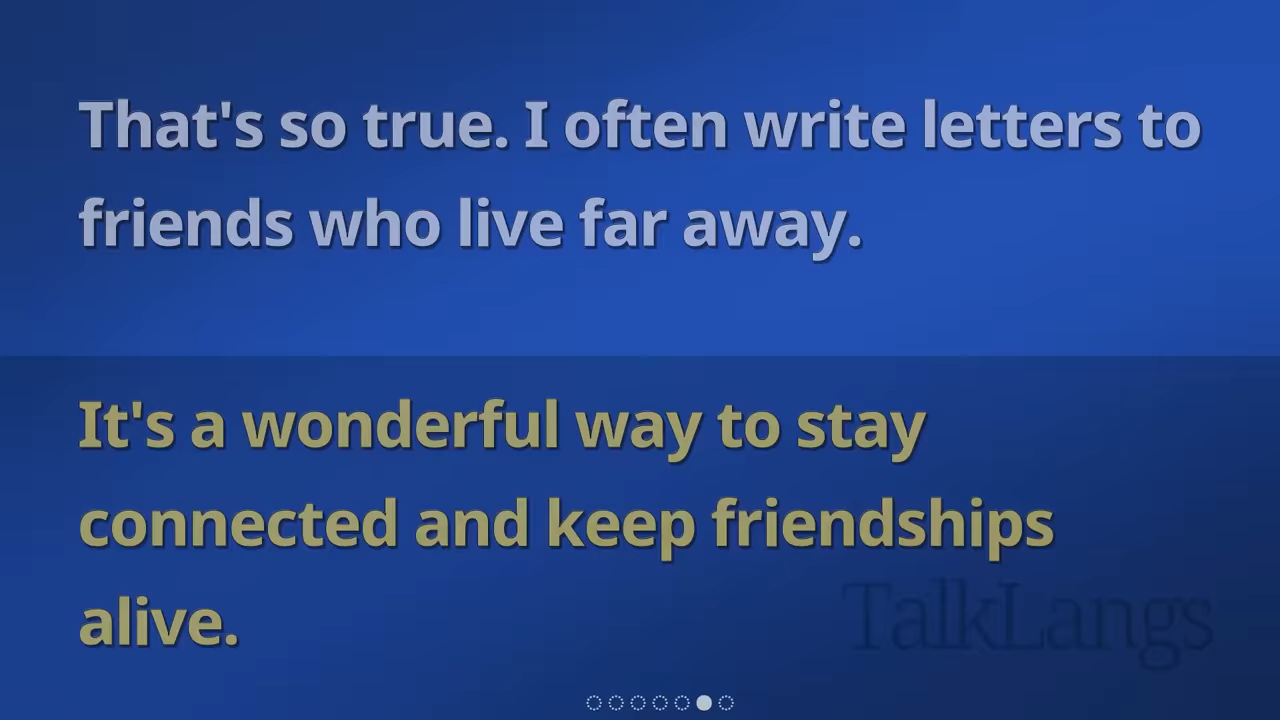 That's so true. I often write letters to
friends who live far away.
It's a wonderful way to stay
connected and keep friendships
alive.
TalkLangs